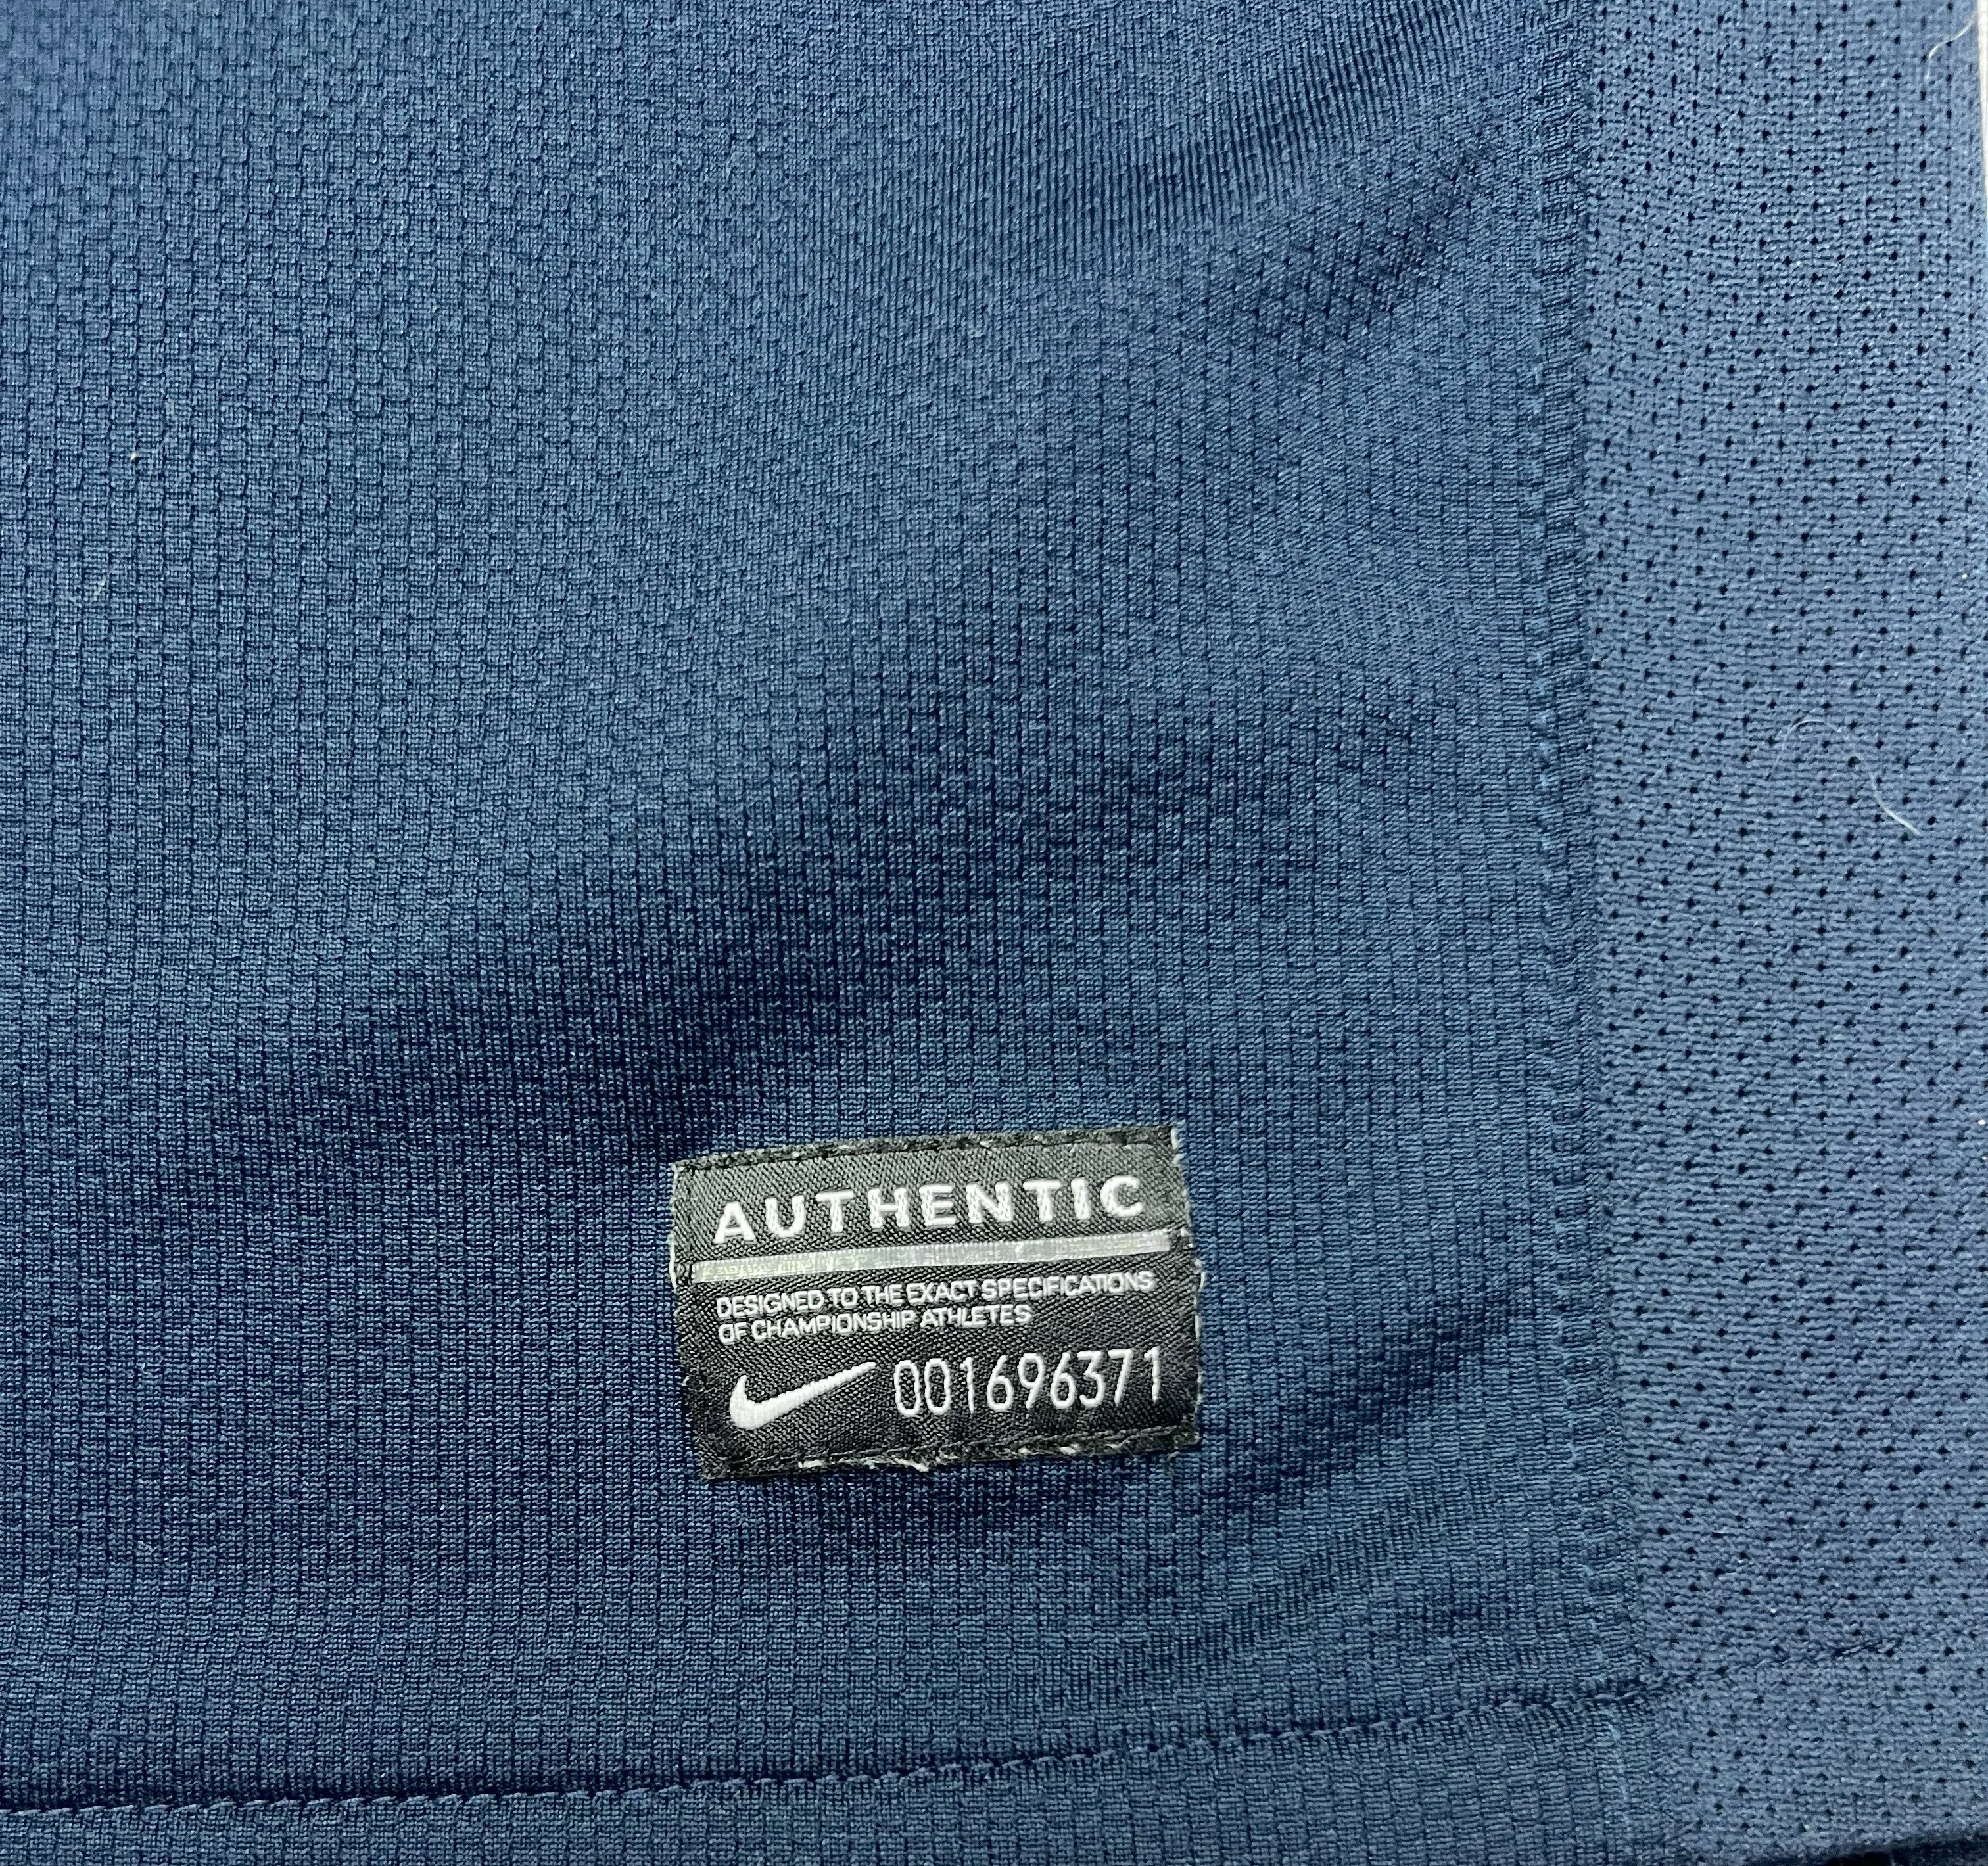 AUTHENTIC
DESIGNED TO THE EXACT SPECIFICATIONS
OF CHAMPIONSHIP ATHLETES
001696371